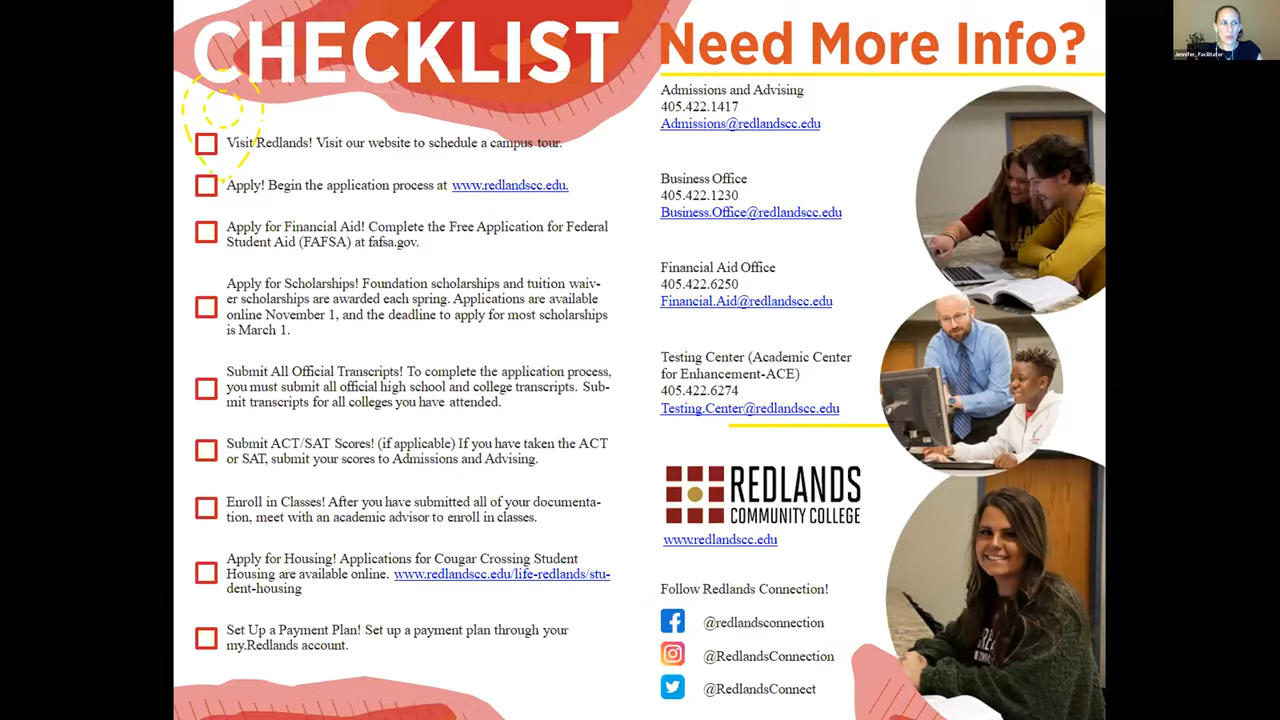 CHECKLIST
Visit Redlands! Visit our website to schedule a campus tour.
Apply! Begin the application process at www.redlandscc.edu.
Apply for Financial Aid! Complete the Free Application for Federal
Student Aid (FAFSA) at fafsa.gov.
Apply for Scholarships! Foundation scholarships and tuition waiv-
er scholarships are awarded each spring. Applications are available
online November 1, and the deadline to apply for most scholarships
is March 1.
Submit All Official Transcripts! To complete the application process,
you must submit all official high school and college transcripts. Sub-
mit transcripts for all colleges you have attended.
Submit ACT/SAT Scores! (if applicable) If you have taken the ACT
or SAT, submit your scores to Admissions and Advising.
Enroll in Classes! After you have submitted all of your documenta-
tion, meet with an academic advisor to enroll in classes.
Apply for Housing! Applications for Cougar Crossing Student
Housing are available online. www.redlandscc.edu/life-redlands/stu-
dent-housing
Set Up a Payment Plan! Set up a payment plan through your
my.Redlands account.
Need More Info?
Admissions and Advising
405.422.1417
Admissions@redlandscc.edu
Business Office
405.422.1230
Business.Office@redlandscc.edu
Financial Aid Office
405.422.6250
Financial.Aid@redlandscc.edu
Testing Center (Academic Center
for Enhancement-ACE)
405.422.6274
Testing.Center@redlandscc.edu
REDLANDS
COMMUNITY COLLEGE
www.redlandscc.edu
Follow Redlands Connection!
@redlandsconnection
@RedlandsConnection
@RedlandsConnect
Jennifer, Facilitator